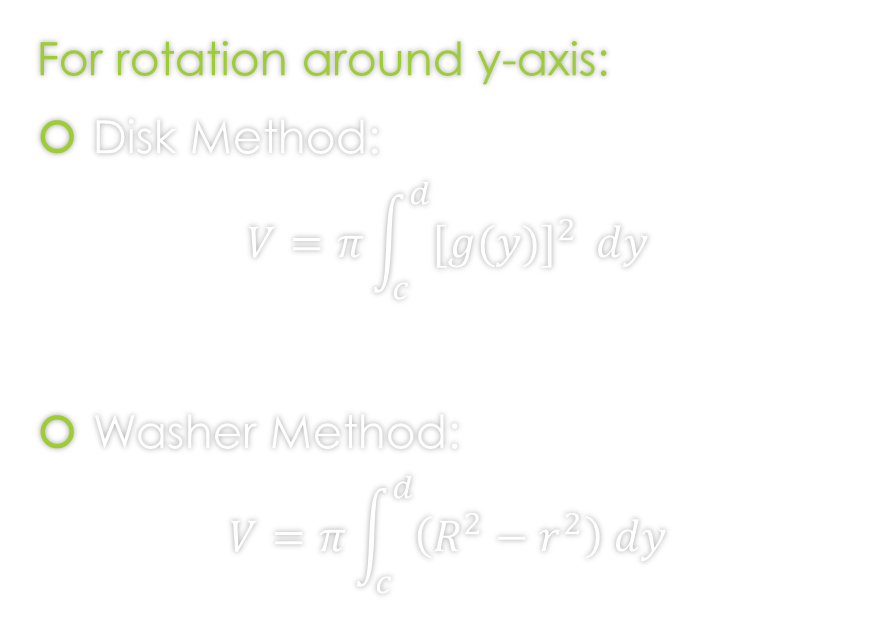 For rotation around y-axis:
Disk Method:
V = π ∫_c^d [g(y)]² dy
Washer Method:
V = π ∫_c^d (R² − r²) dy